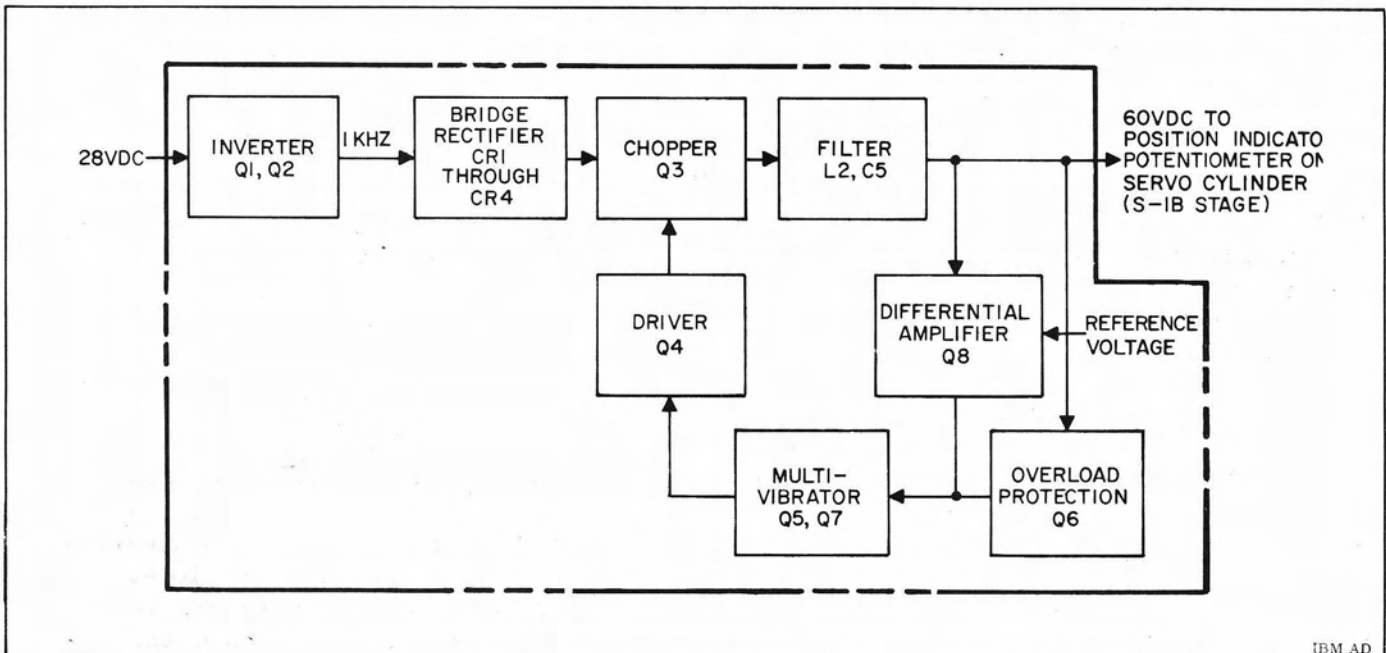 28VDC
INVERTER
Q1, Q2
1 KHZ
BRIDGE
RECTIFIER
CR1
THROUGH
CR4
CHOPPER
Q3
FILTER
L2, C5
60VDC TO
POSITION INDICATO
POTENTIOMETER ON
SERVO CYLINDER
(S-IB STAGE)
DRIVER
Q4
DIFFERENTIAL
AMPLIFIER
Q8
REFERENCE
VOLTAGE
MULTI-
VIBRATOR
Q5, Q7
OVERLOAD
PROTECTION
Q6
IBM AD